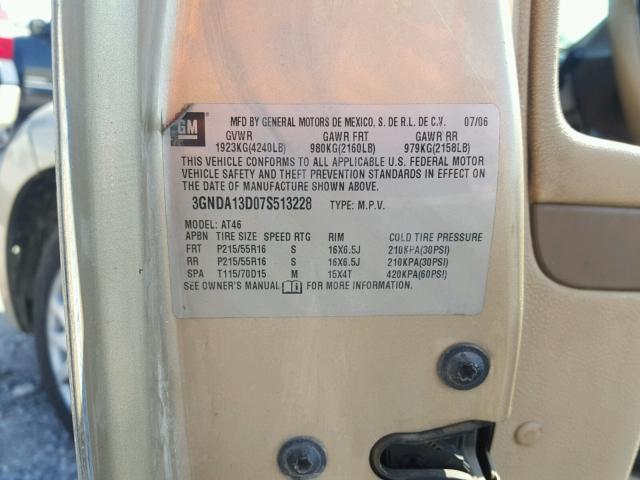 GM
MFD BY GENERAL MOTORS DE MEXICO, S. DE R.L. DE C.V. 07/06
GVWR GAWR FRT GAWR RR
1923KG(4240LB) 980KG(2160LB) 979KG(2158LB)
THIS VEHICLE CONFORMS TO ALL APPLICABLE U.S. FEDERAL MOTOR
VEHICLE SAFETY AND THEFT PREVENTION STANDARDS IN EFFECT ON
THE DATE OF MANUFACTURE SHOWN ABOVE.
3GNDA13D07S513228 TYPE: M.P.V.
MODEL: AT46
APBN TIRE SIZE SPEED RTG RIM COLD TIRE PRESSURE
FRT P215/55R16 S 16X6.5J 210KPA(30PSI)
RR P215/55R16 S 16X6.5J 210KPA(30PSI)
SPA T115/70D15 M 15X4T 420KPA(60PSI)
SEE OWNER'S MANUAL FOR MORE INFORMATION.